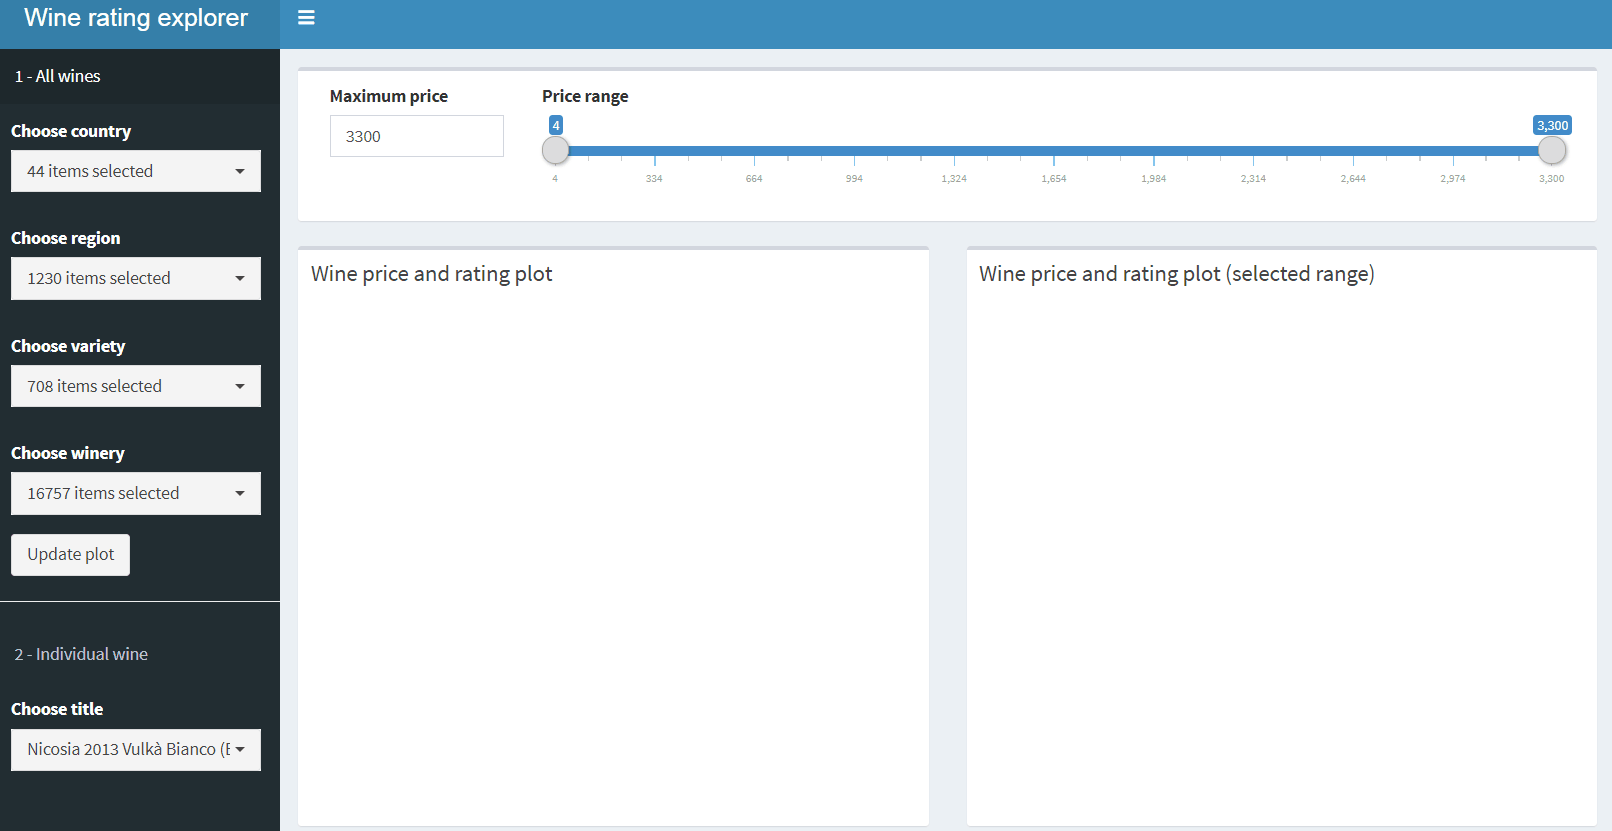 Wine rating explorer
1 - All wines
Choose country
44 items selected
Choose region
1230 items selected
Choose variety
708 items selected
Choose winery
16757 items selected
Update plot
2 - Individual wine
Choose title
Nicosia 2013 Vulkà Bianco (E
Maximum price
3300
Price range
4 3,300
4 334 664 994 1,324 1,654 1,984 2,314 2,644 2,974 3,300
Wine price and rating plot
Wine price and rating plot (selected range)